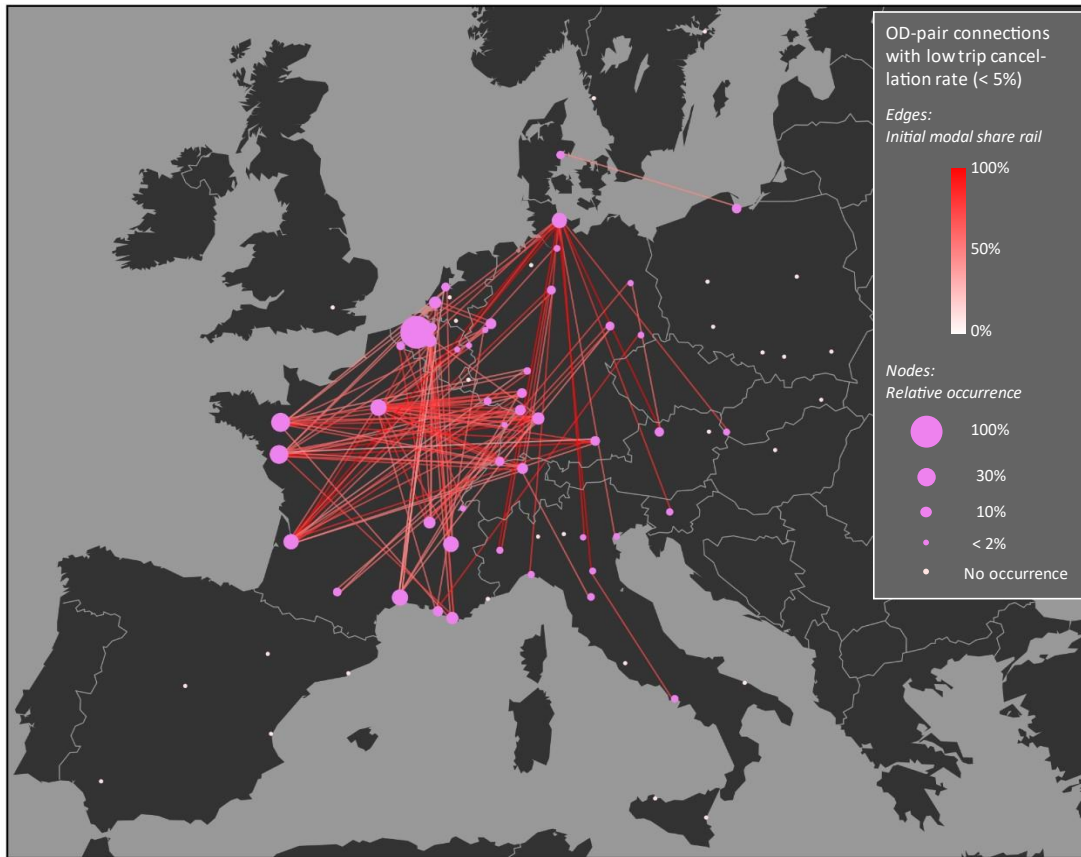 OD-pair connections
with low trip cancel-
lation rate (< 5%)
Edges:
Initial modal share rail
100%
50%
0%
Nodes:
Relative occurrence
100%
30%
10%
< 2%
No occurrence